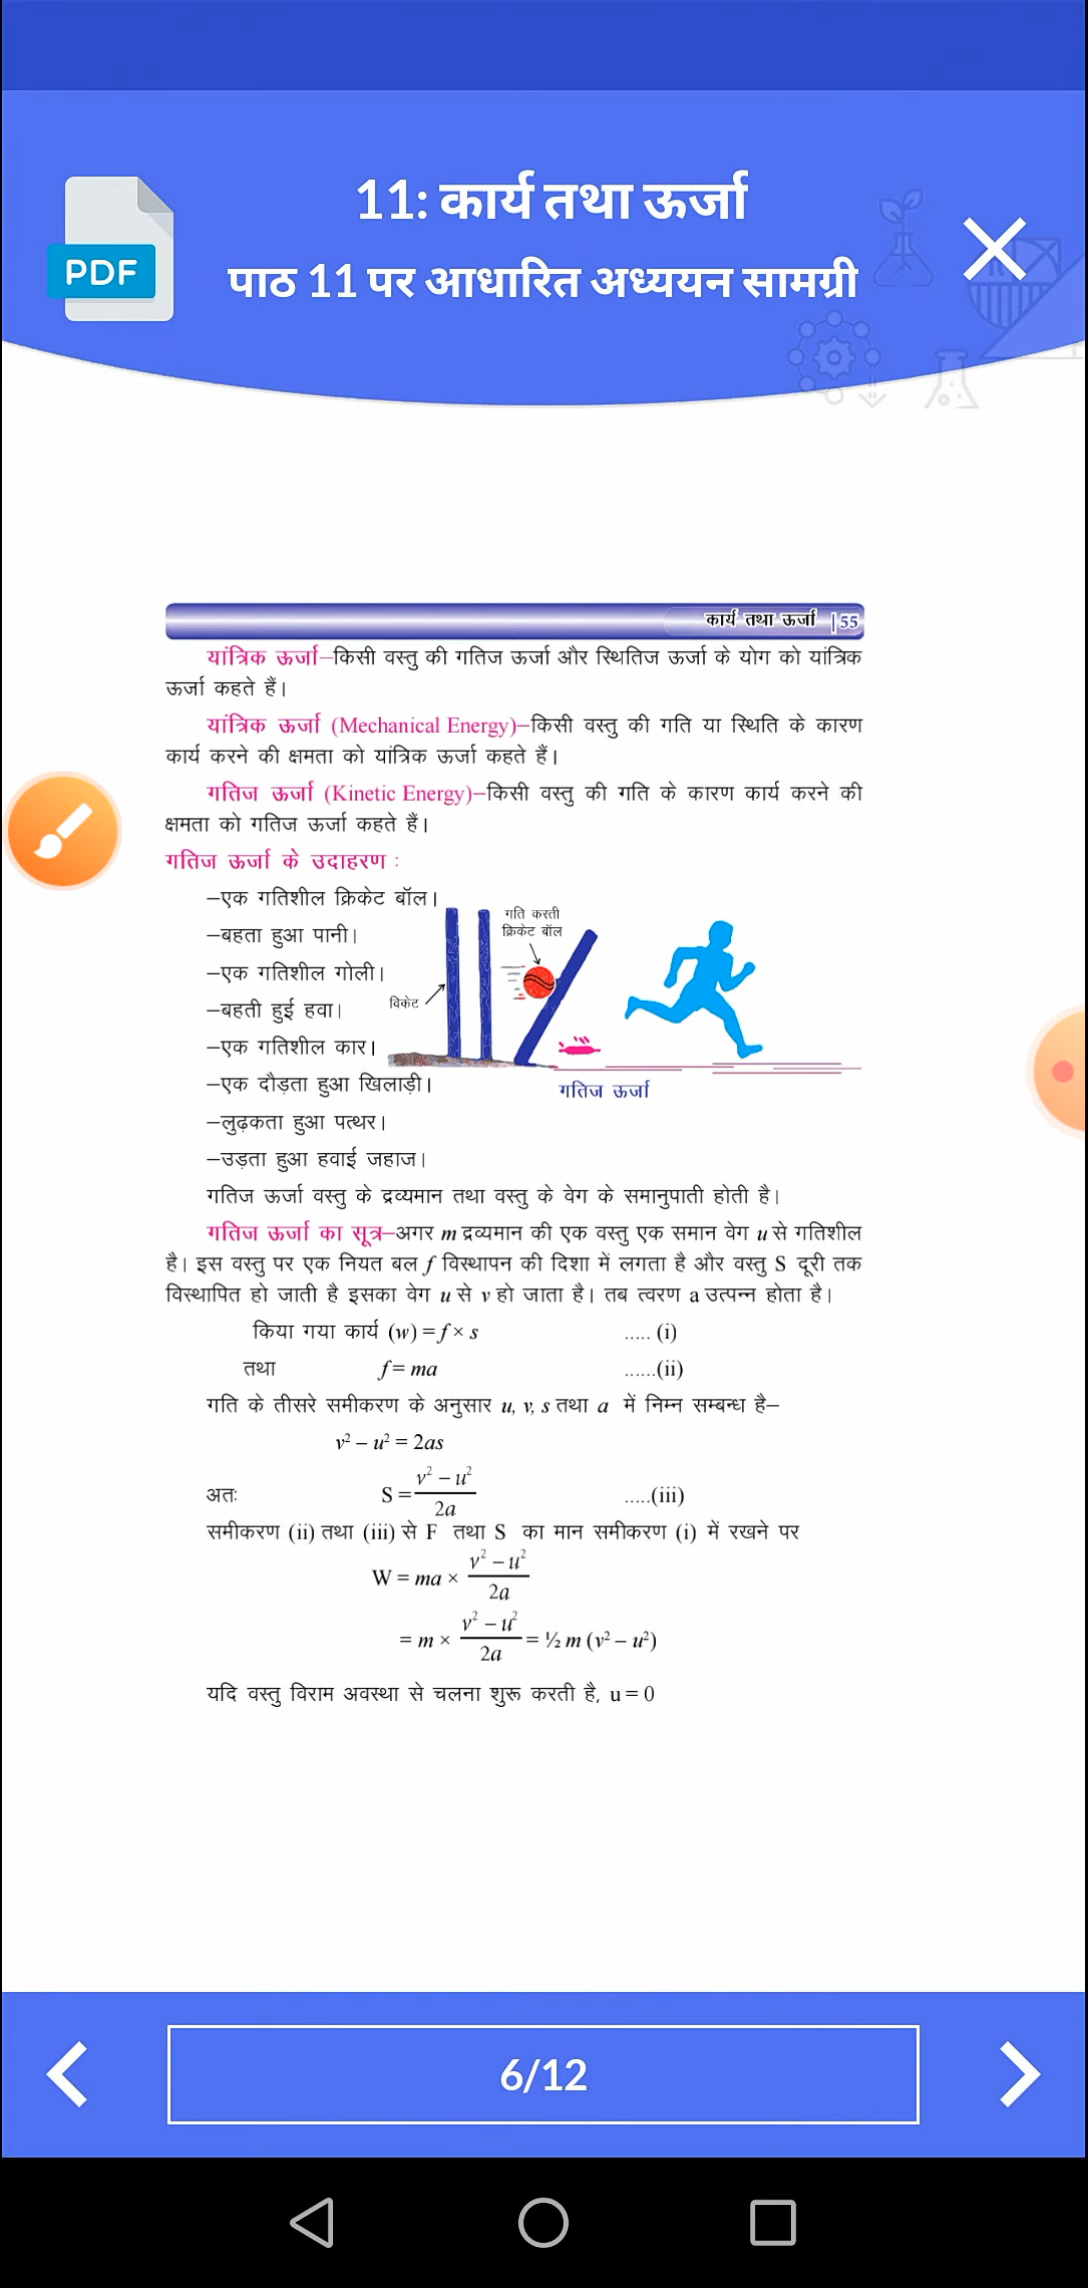 11: कार्य तथा ऊर्जा
PDF
पाठ 11 पर आधारित अध्ययन सामग्री
कार्य तथा ऊर्जा |55
यांत्रिक ऊर्जा–किसी वस्तु की गतिज ऊर्जा और स्थितिज ऊर्जा के योग को यांत्रिक
ऊर्जा कहते हैं।
यांत्रिक ऊर्जा (Mechanical Energy)–किसी वस्तु की गति या स्थिति के कारण
कार्य करने की क्षमता को यांत्रिक ऊर्जा कहते हैं।
गतिज ऊर्जा (Kinetic Energy)–किसी वस्तु की गति के कारण कार्य करने की
क्षमता को गतिज ऊर्जा कहते हैं।
गतिज ऊर्जा के उदाहरण :
–एक गतिशील क्रिकेट बॉल।
–बहता हुआ पानी।
–एक गतिशील गोली।
–बहती हुई हवा।
–एक गतिशील कार।
–एक दौड़ता हुआ खिलाड़ी।
–लुढ़कता हुआ पत्थर।
–उड़ता हुआ हवाई जहाज।
गति करती
क्रिकेट बॉल
विकेट
गतिज ऊर्जा
गतिज ऊर्जा वस्तु के द्रव्यमान तथा वस्तु के वेग के समानुपाती होती है।
गतिज ऊर्जा का सूत्र–अगर m द्रव्यमान की एक वस्तु एक समान वेग u से गतिशील
है। इस वस्तु पर एक नियत बल f विस्थापन की दिशा में लगता है और वस्तु S दूरी तक
विस्थापित हो जाती है इसका वेग u से v हो जाता है। तब त्वरण a उत्पन्न होता है।
किया गया कार्य (w) = f × s ..... (i)
तथा f = ma ......(ii)
गति के तीसरे समीकरण के अनुसार u, v, s तथा a में निम्न सम्बन्ध है–
v² – u² = 2as
अतः S = (v² – u²)/2a .....(iii)
समीकरण (ii) तथा (iii) से F तथा S का मान समीकरण (i) में रखने पर
W = ma × (v² – u²)/2a
= m × (v² – u²)/2a = ½ m (v² – u²)
यदि वस्तु विराम अवस्था से चलना शुरू करती है, u = 0
6/12